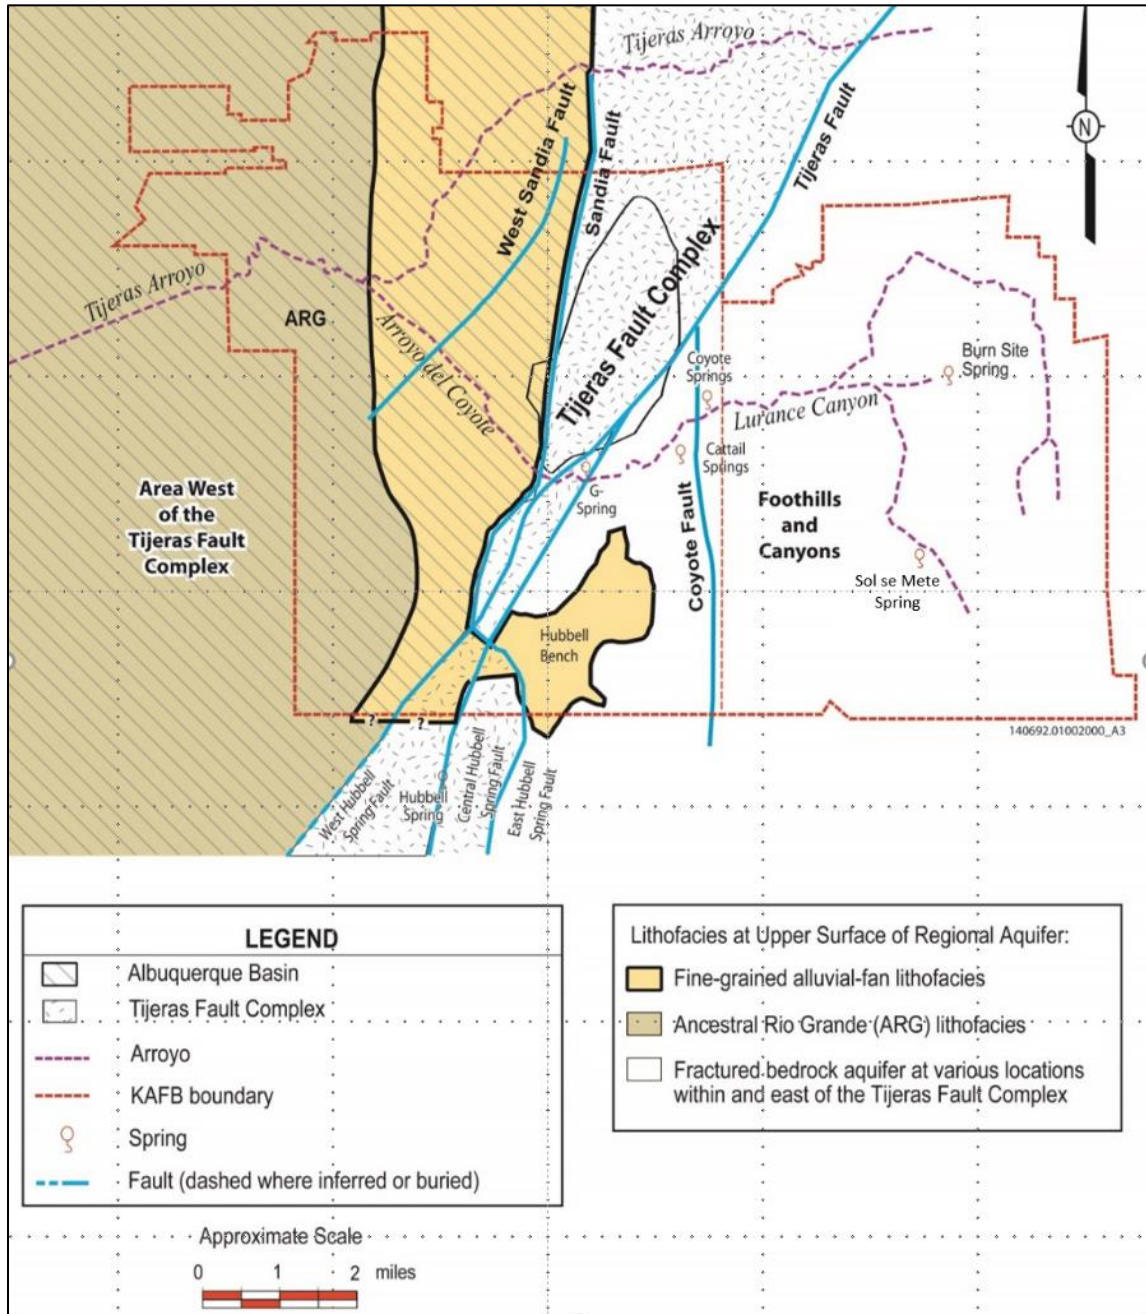 Tijeras Arroyo
N
West Sandia Fault
Sandia Fault
Tijeras Fault
Tijeras Fault Complex
Tijeras Arroyo
ARG
Arroyo del Coyote
Coyote
Springs
Burn Site
Spring
Lurance Canyon
Cattail
Springs
G-
Spring
Area West
of the
Tijeras Fault
Complex
Coyote Fault
Foothills
and
Canyons
Sol se Mete
Spring
Hubbell
Bench
?
?
140692.01002000_A3
West Hubbell
Spring Fault
Hubbell
Spring
Central Hubbell
Spring Fault
East Hubbell
Spring Fault
LEGEND
Albuquerque Basin
Tijeras Fault Complex
Arroyo
KAFB boundary
Spring
Fault (dashed where inferred or buried)
Lithofacies at Upper Surface of Regional Aquifer:
Fine-grained alluvial-fan lithofacies
Ancestral Rio Grande (ARG) lithofacies
Fractured bedrock aquifer at various locations
within and east of the Tijeras Fault Complex
Approximate Scale
0 1 2 miles